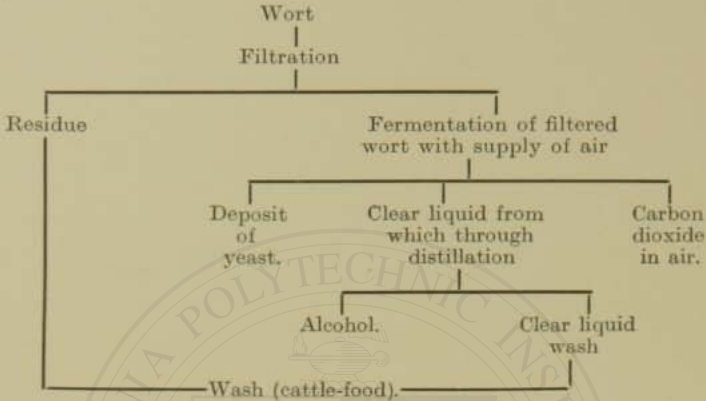 Wort
Filtration
Residue
Fermentation of filtered
wort with supply of air
Deposit
of
yeast.
Clear liquid from
which through
distillation
Carbon
dioxide
in air.
Alcohol.
Clear liquid
wash
Wash (cattle-food).
POLYTECHNIC